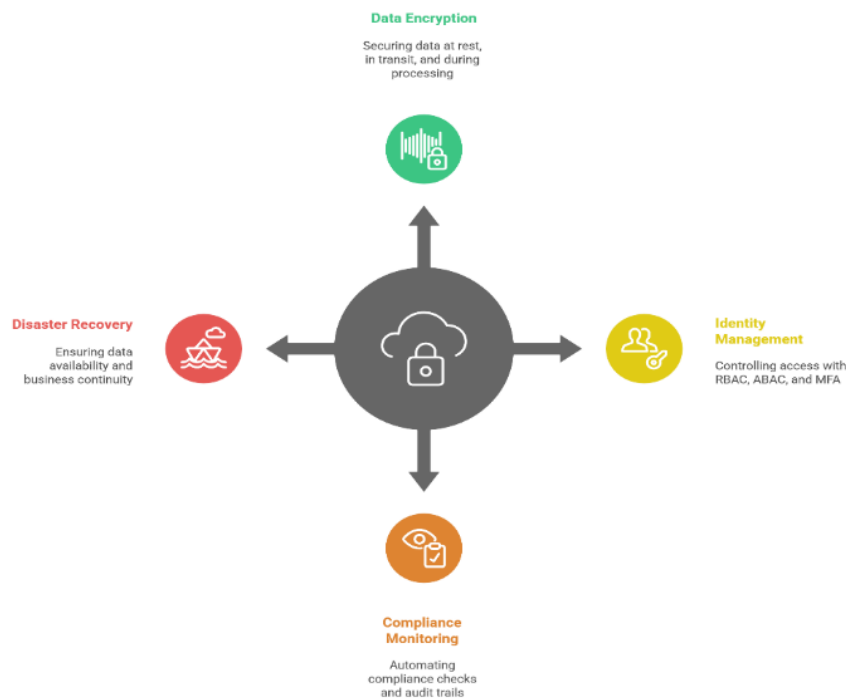 Data Encryption
Securing data at rest,
in transit, and during
processing
Disaster Recovery
Ensuring data
availability and
business continuity
Identity
Management
Controlling access with
RBAC, ABAC, and MFA
Compliance
Monitoring
Automating
compliance checks
and audit trails